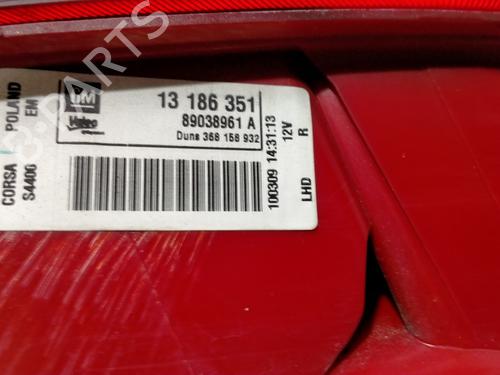 GM
13 186 351
Valeo
89038961 A
Duns 368 158 932
CORSA POLAND
S4400 EM
100309 14:31:13
12V
LHD R
B-PARTS